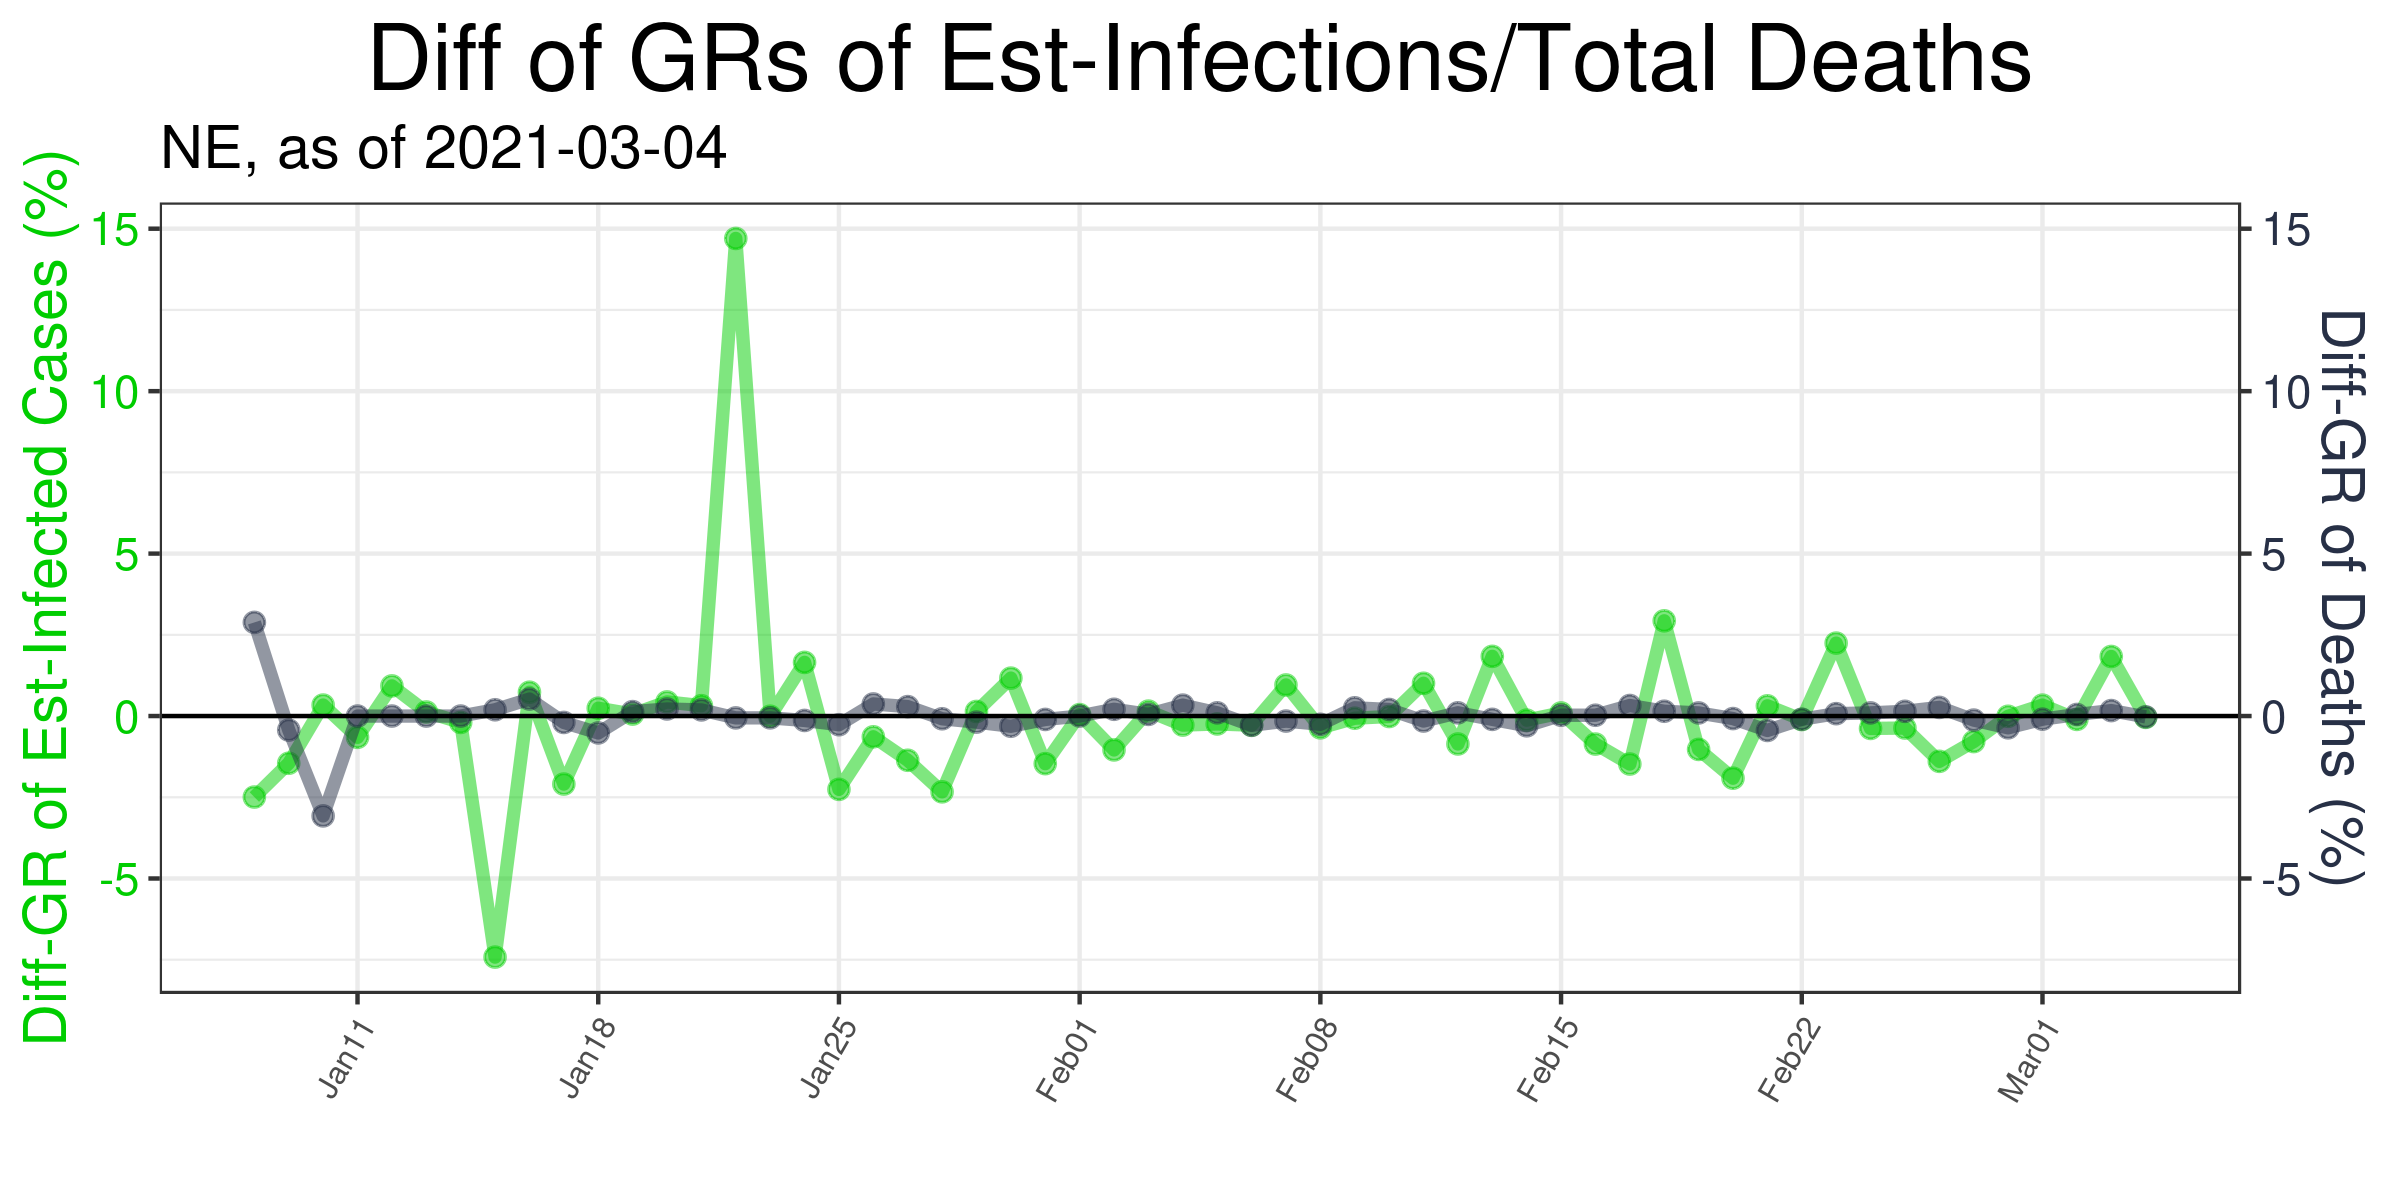 Diff of GRs of Est-Infections/Total Deaths
NE, as of 2021-03-04
Diff-GR of Est-Infected Cases (%)
15
10
5
0
-5
15
10
5
0
-5
Diff-GR of Deaths (%)
Jan11
Jan18
Jan25
Feb01
Feb08
Feb15
Feb22
Mar01